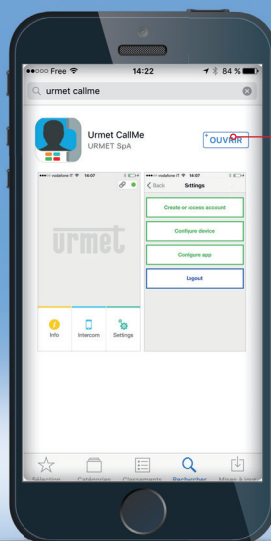 ●●○○○ Free 14:22 84 %
urmet callme
Urmet CallMe
URMET SpA
+ OUVRIR
vodafone IT 14:07
vodafone IT 14:07
< Back Settings
Create or access account
Configure device
Configure app
logout
urmet
Info Intercom Settings
Sélection Catégories Classements Rechercher Mises à jour